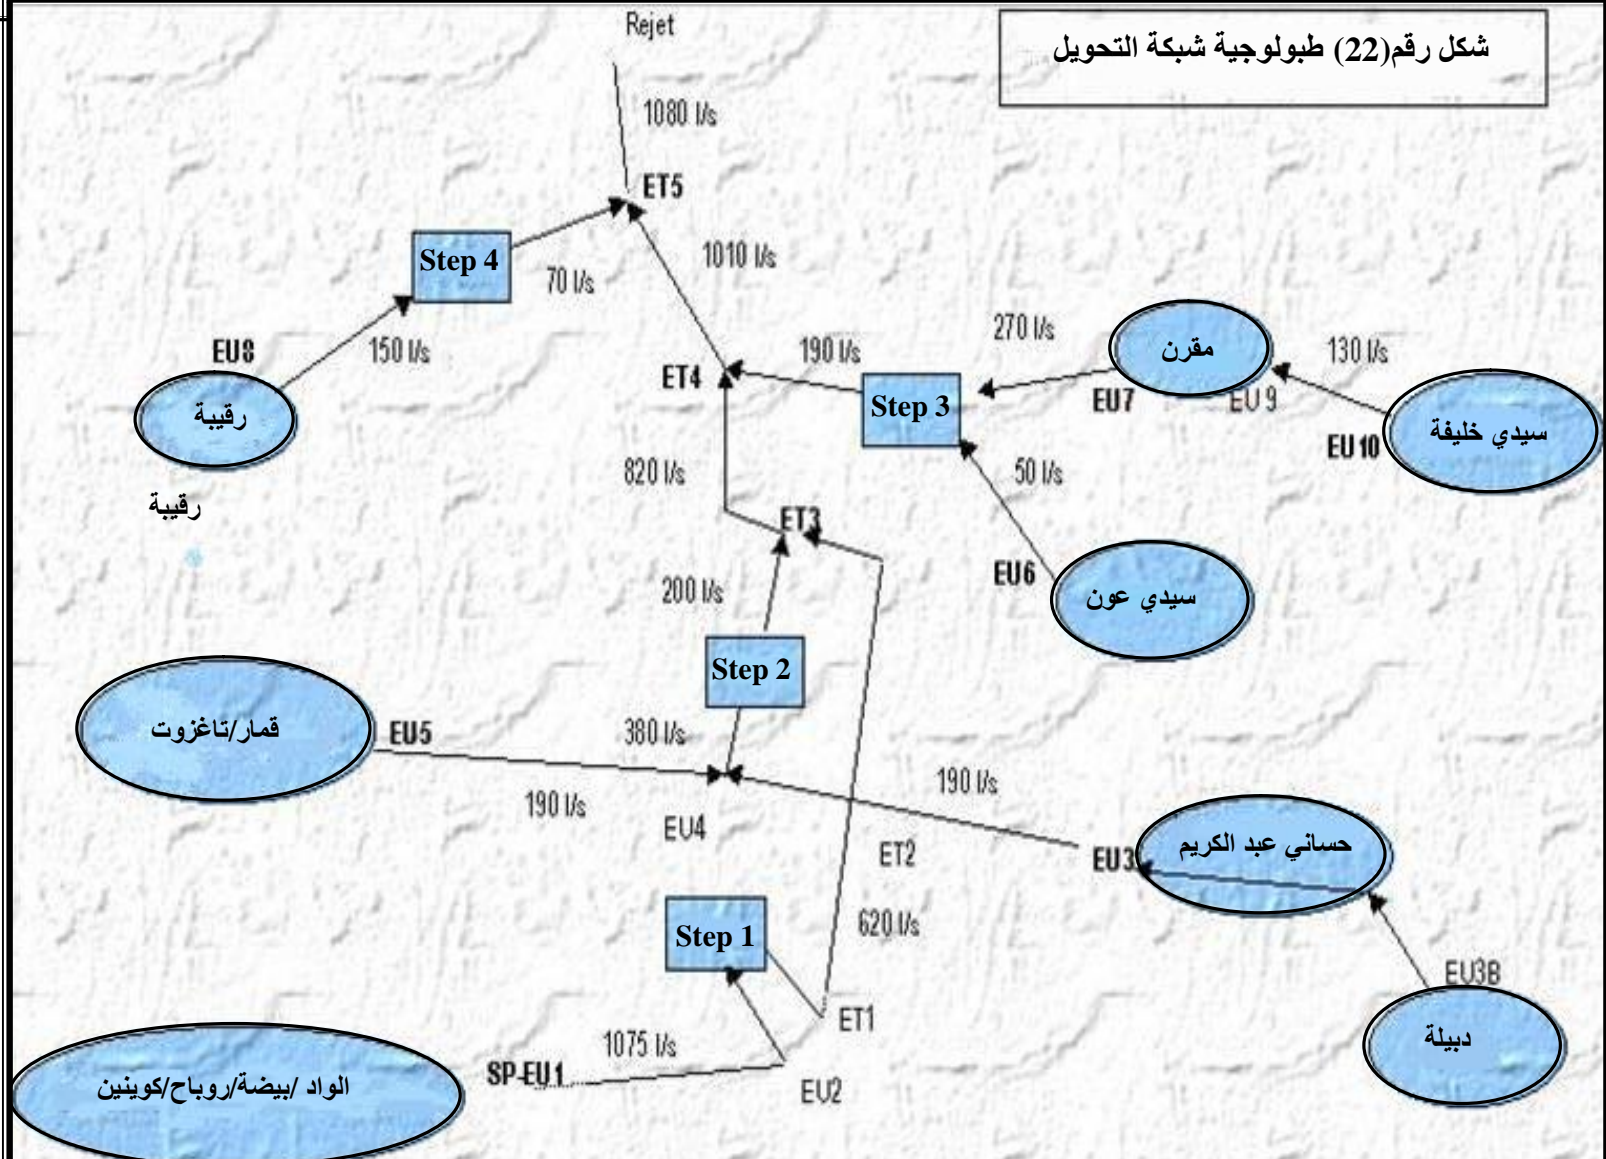 شكل رقم(22) طبولوجية شبكة التحويل
Rejet
1080 l/s
ET5
Step 4
70 l/s
1010 l/s
EU8
150 l/s
رقيبة
رقيبة
ET4
190 l/s
Step 3
270 l/s
EU7
مقرن
EU 9
130 l/s
EU10
سيدي خليفة
820 l/s
50 l/s
ET3
EU6
سيدي عون
200 l/s
Step 2
قمار/تاغزوت
EU5
380 l/s
190 l/s
EU4
190 l/s
ET2
EU3
حساني عبد الكريم
620 l/s
Step 1
EU3B
دبيلة
ET1
1075 l/s
SP-EU1
EU2
الواد /بيضة/روباح/كوينين